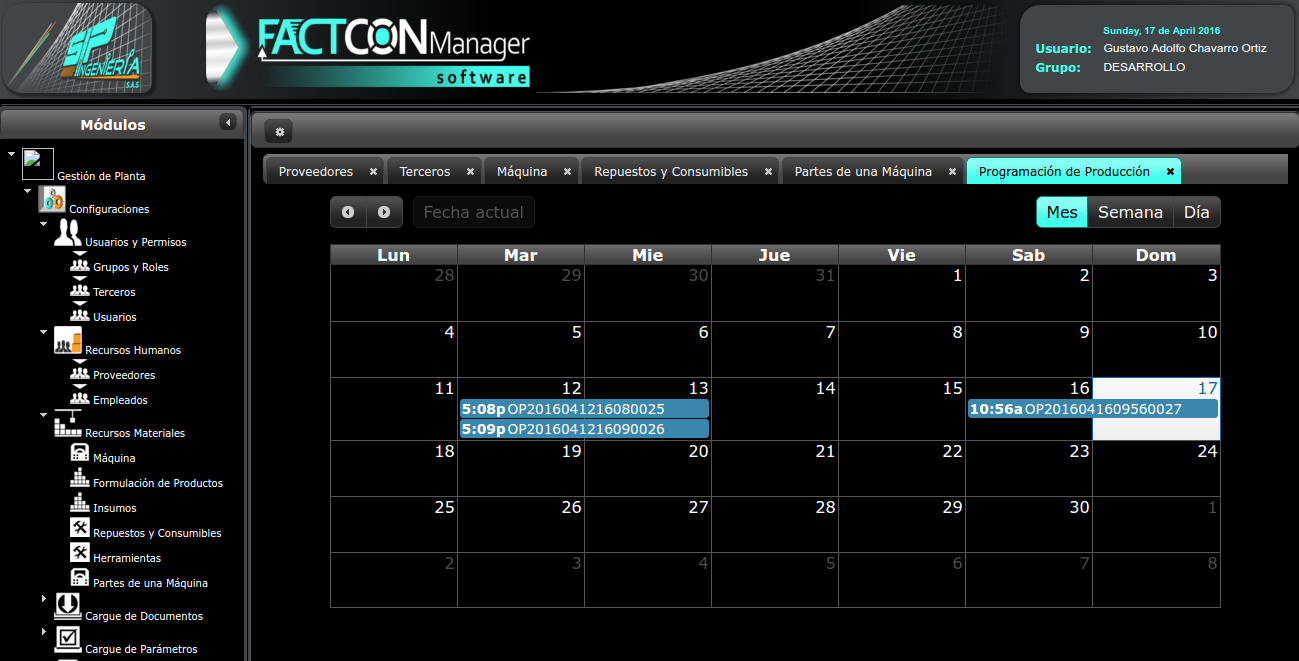 SIP
INGENIERÍA
S.A.S
FACTCON Manager
software
Sunday, 17 de April 2016
Usuario: Gustavo Adolfo Chavarro Ortiz
Grupo: DESARROLLO
Módulos
Gestión de Planta
Configuraciones
Usuarios y Permisos
Grupos y Roles
Terceros
Usuarios
Recursos Humanos
Proveedores
Empleados
Recursos Materiales
Máquina
Formulación de Productos
Insumos
Repuestos y Consumibles
Herramientas
Partes de una Máquina
Cargue de Documentos
Cargue de Parámetros
Proveedores Terceros Máquina Repuestos y Consumibles Partes de una Máquina Programación de Producción
Fecha actual Mes Semana Día
Lun Mar Mie Jue Vie Sab Dom
28 29 30 31 1 2 3
4 5 6 7 8 9 10
11 12 13 14 15 16 17
5:08p OP2016041216080025 10:56a OP2016041609560027
5:09p OP2016041216090026
18 19 20 21 22 23 24
25 26 27 28 29 30 1
2 3 4 5 6 7 8